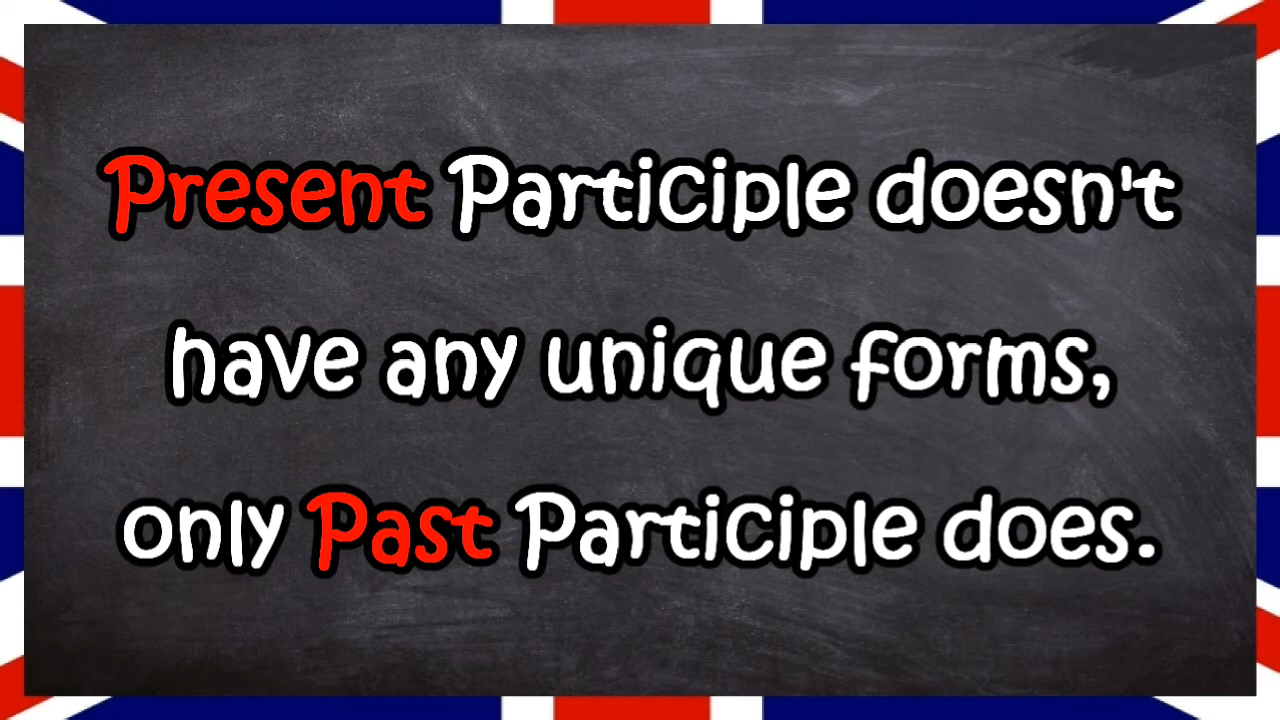 Present Participle doesn't
have any unique forms,
only Past Participle does.